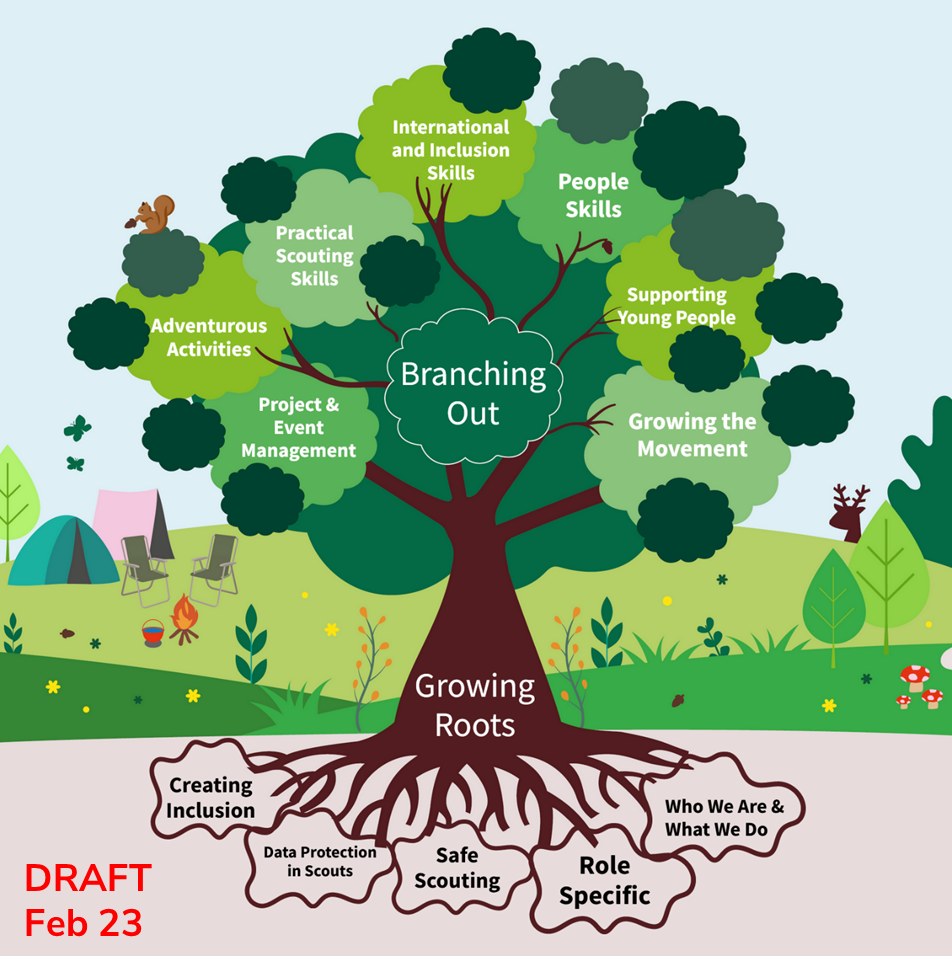 International
and Inclusion
Skills
People
Skills
Practical
Scouting
Skills
Supporting
Young People
Adventurous
Activities
Branching
Out
Project &
Event
Management
Growing the
Movement
Growing
Roots
Creating
Inclusion
Who We Are &
What We Do
Data Protection
in Scouts
Safe
Scouting
Role
Specific
DRAFT
Feb 23